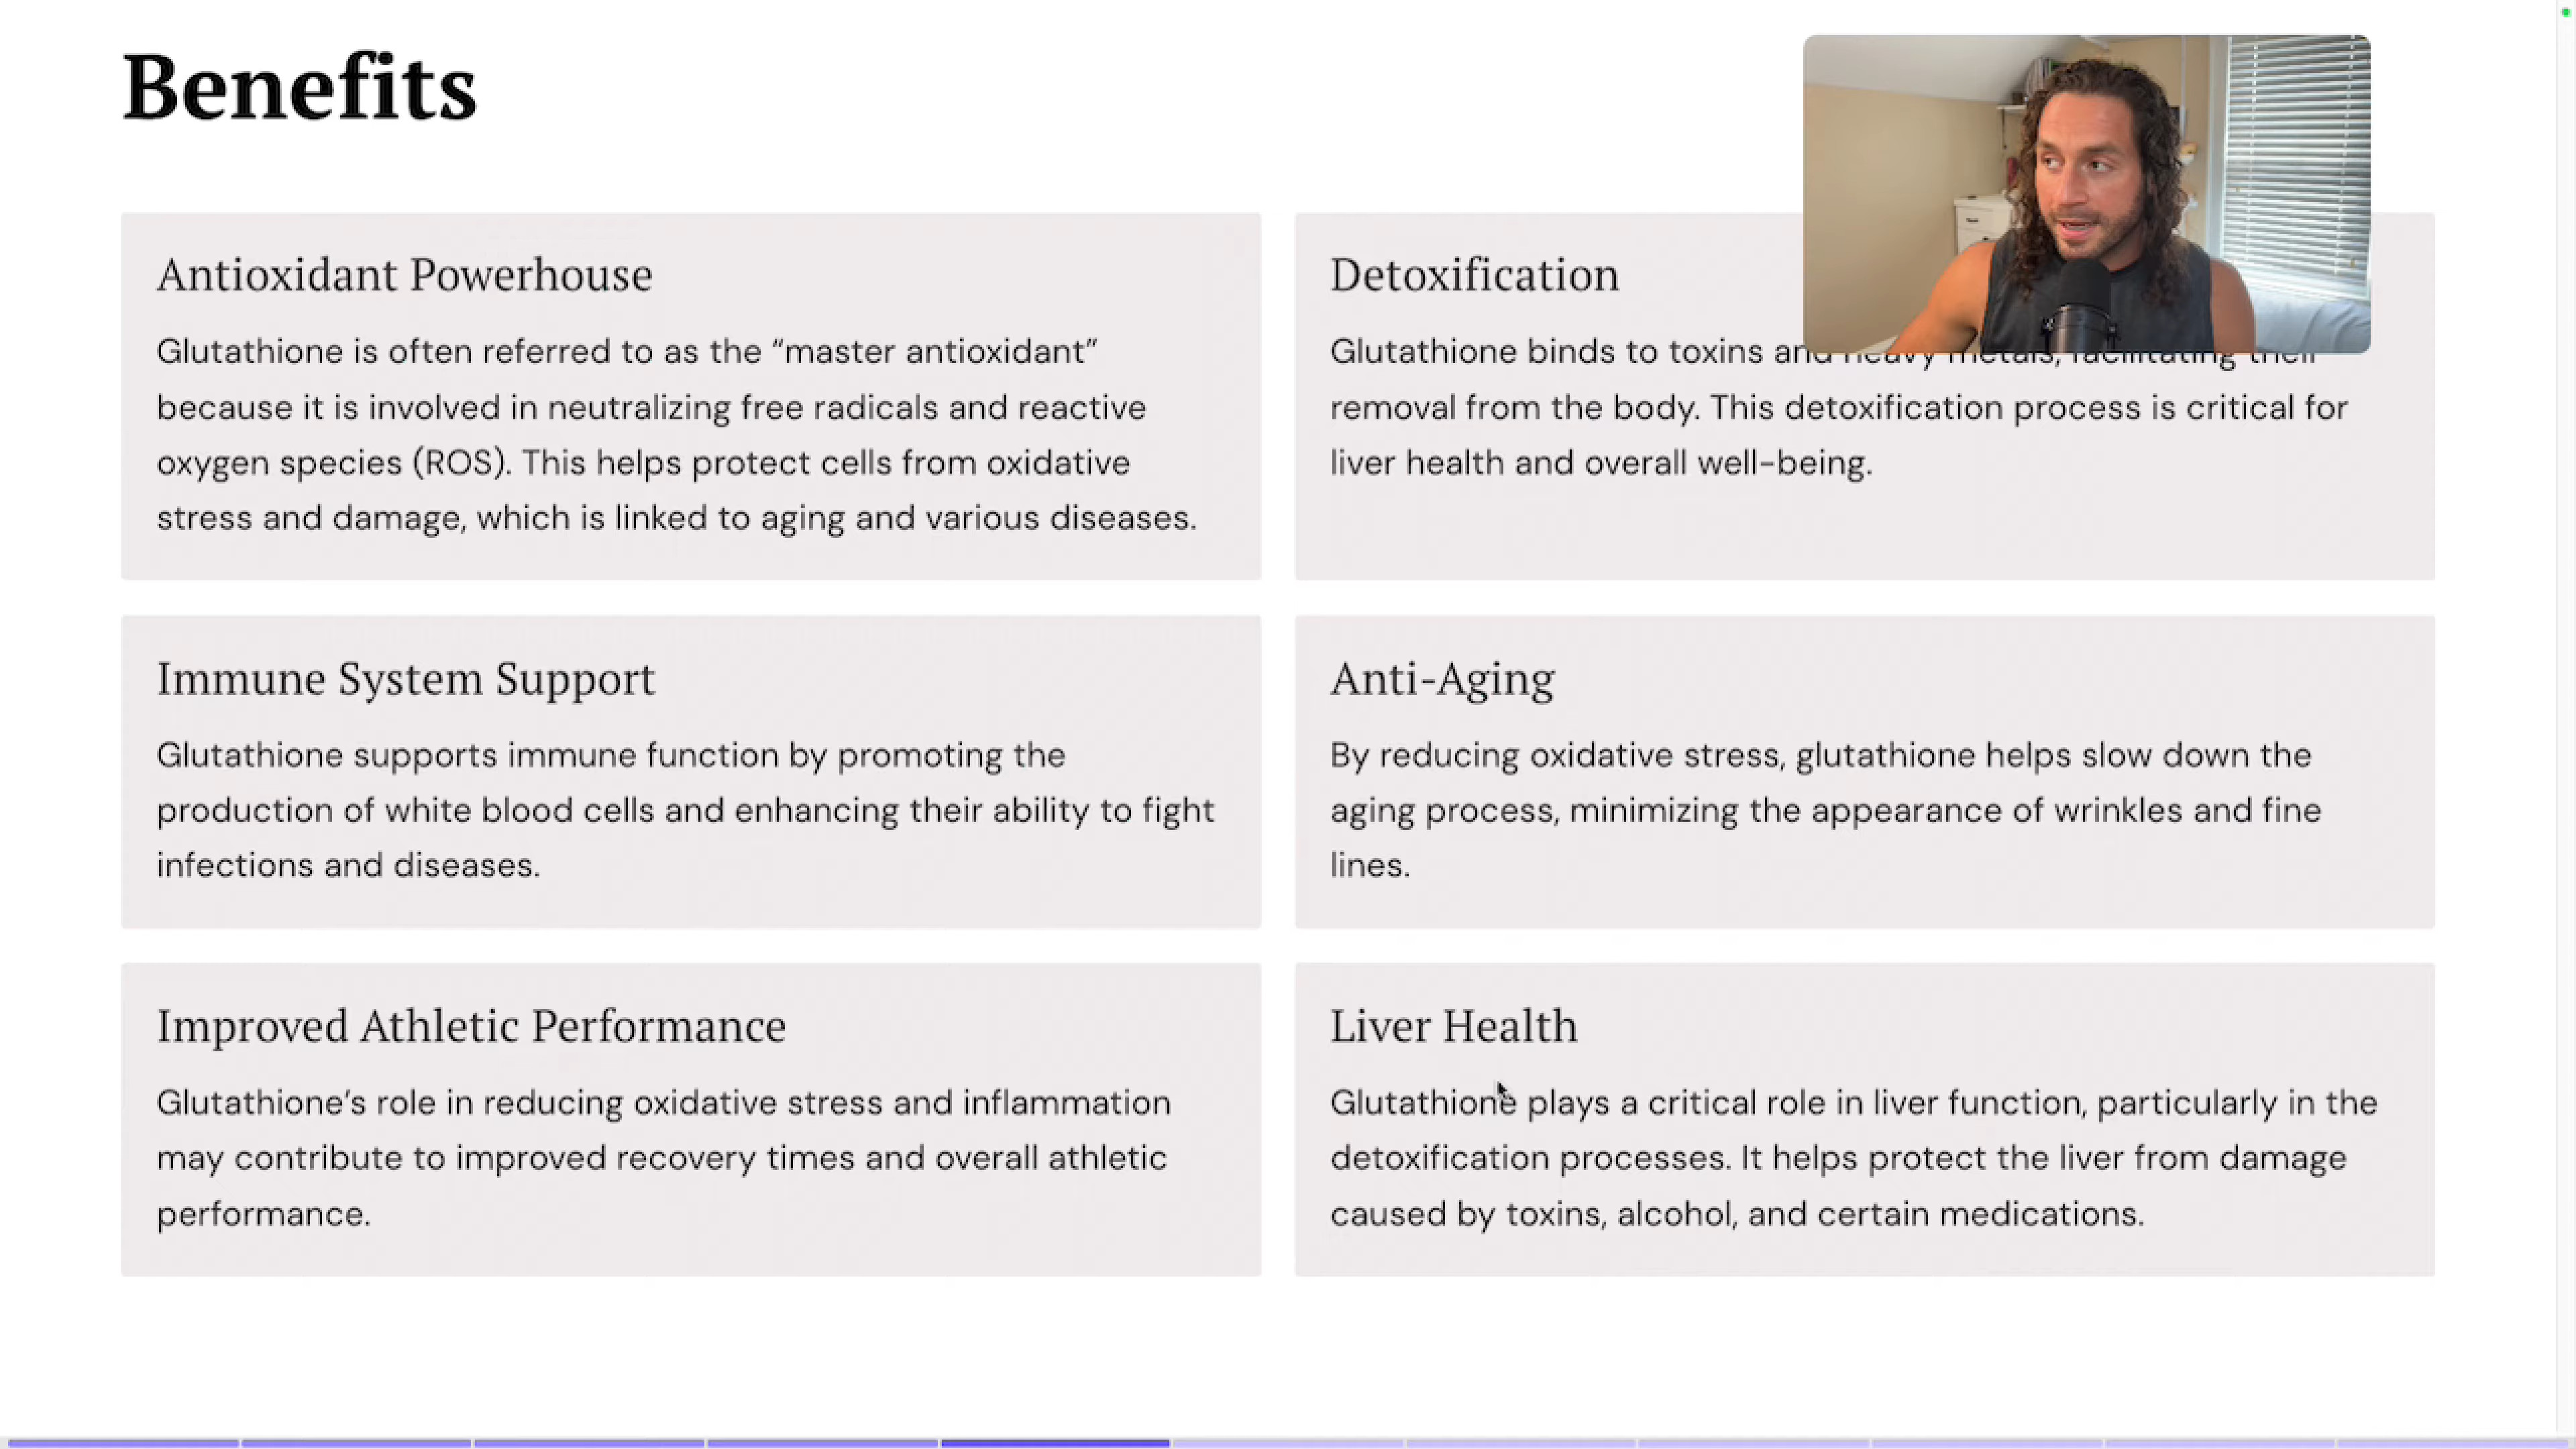 Benefits
Antioxidant Powerhouse
Glutathione is often referred to as the “master antioxidant”
because it is involved in neutralizing free radicals and reactive
oxygen species (ROS). This helps protect cells from oxidative
stress and damage, which is linked to aging and various diseases.
Detoxification
Glutathione binds to toxins and heavy metals, facilitating their
removal from the body. This detoxification process is critical for
liver health and overall well-being.
Immune System Support
Glutathione supports immune function by promoting the
production of white blood cells and enhancing their ability to fight
infections and diseases.
Anti-Aging
By reducing oxidative stress, glutathione helps slow down the
aging process, minimizing the appearance of wrinkles and fine
lines.
Improved Athletic Performance
Glutathione’s role in reducing oxidative stress and inflammation
may contribute to improved recovery times and overall athletic
performance.
Liver Health
Glutathione plays a critical role in liver function, particularly in the
detoxification processes. It helps protect the liver from damage
caused by toxins, alcohol, and certain medications.